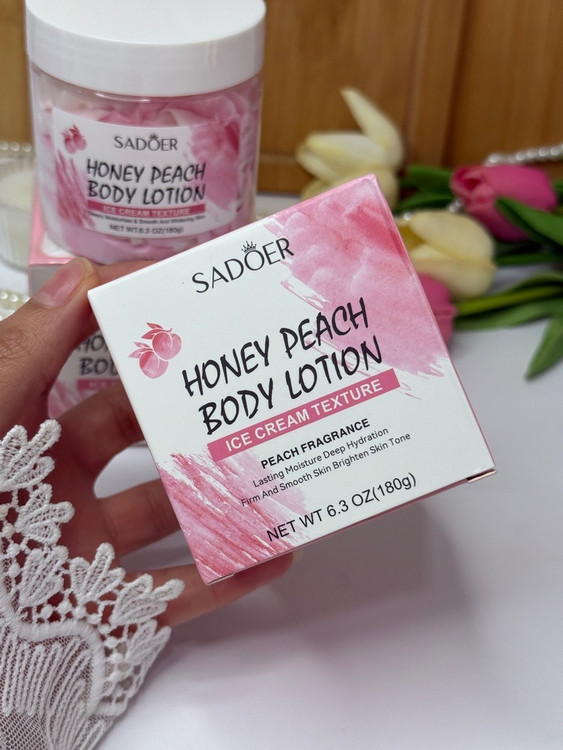 SADOER
HONEY PEACH
BODY LOTION
ICE CREAM TEXTURE
NET WT.6.3 OZ(180g)
SADOER
HONEY PEACH
BODY LOTION
ICE CREAM TEXTURE
PEACH FRAGRANCE
Lasting Moisture Deep Hydration
Firm And Smooth Skin Brighten Skin Tone
NET WT 6.3 OZ(180g)